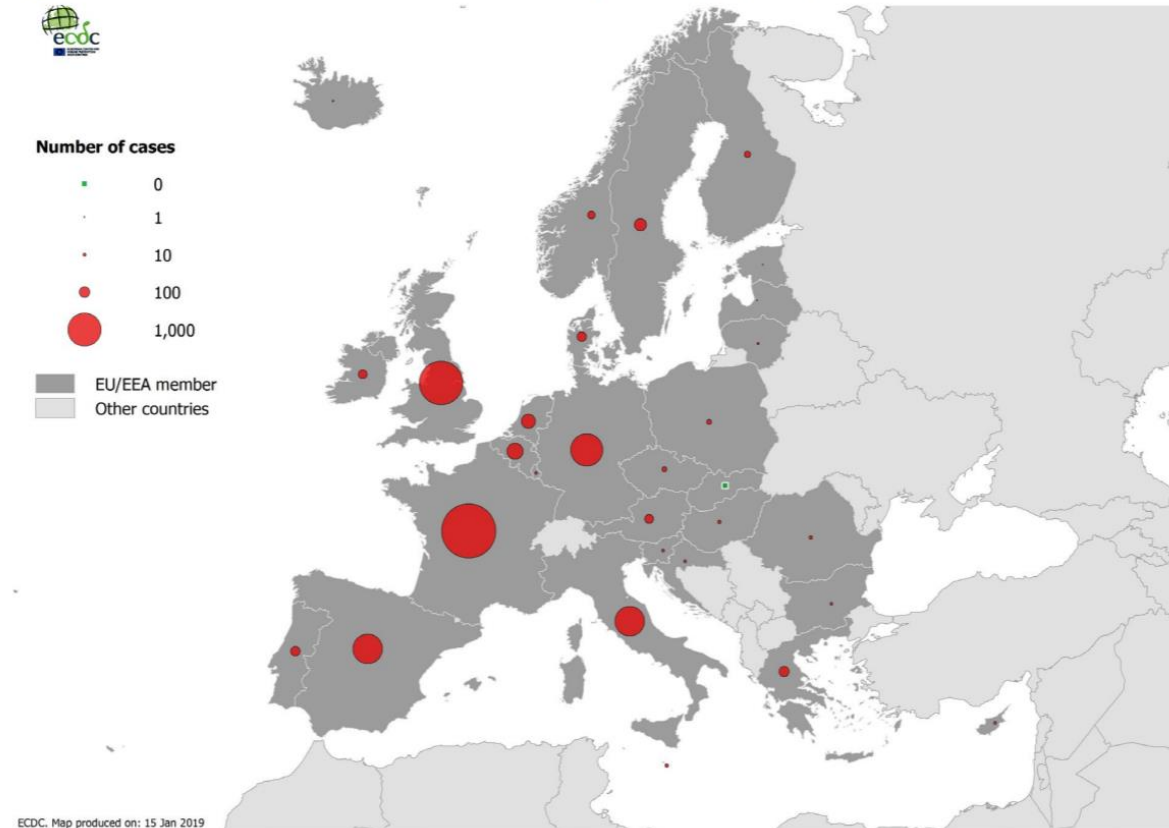 ecdc
Number of cases
0
1
10
100
1,000
EU/EEA member
Other countries
ECDC. Map produced on: 15 Jan 2019